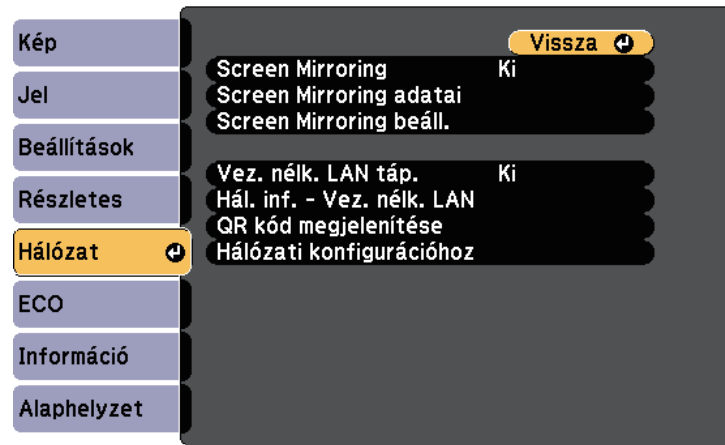 Kép
Jel
Beállítások
Részletes
Hálózat
ECO
Információ
Alaphelyzet
Vissza
Screen Mirroring Ki
Screen Mirroring adatai
Screen Mirroring beáll.
Vez. nélk. LAN táp. Ki
Hál. inf. - Vez. nélk. LAN
QR kód megjelenítése
Hálózati konfigurációhoz